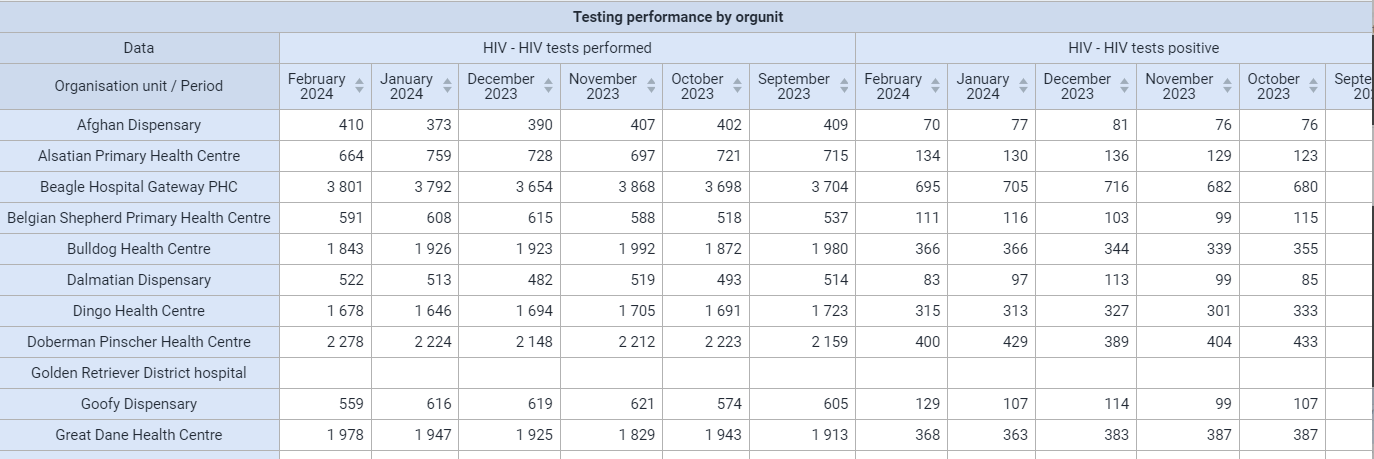 Testing performance by orgunit
Data HIV - HIV tests performed HIV - HIV tests positive
Organisation unit / Period February 2024 January 2024 December 2023 November 2023 October 2023 September 2023 February 2024 January 2024 December 2023 November 2023 October 2023 Septe 20
Afghan Dispensary 410 373 390 407 402 409 70 77 81 76 76
Alsatian Primary Health Centre 664 759 728 697 721 715 134 130 136 129 123
Beagle Hospital Gateway PHC 3 801 3 792 3 654 3 868 3 698 3 704 695 705 716 682 680
Belgian Shepherd Primary Health Centre 591 608 615 588 518 537 111 116 103 99 115
Bulldog Health Centre 1 843 1 926 1 923 1 992 1 872 1 980 366 366 344 339 355
Dalmatian Dispensary 522 513 482 519 493 514 83 97 113 99 85
Dingo Health Centre 1 678 1 646 1 694 1 705 1 691 1 723 315 313 327 301 333
Doberman Pinscher Health Centre 2 278 2 224 2 148 2 212 2 223 2 159 400 429 389 404 433
Golden Retriever District hospital
Goofy Dispensary 559 616 619 621 574 605 129 107 114 99 107
Great Dane Health Centre 1 978 1 947 1 925 1 829 1 943 1 913 368 363 383 387 387